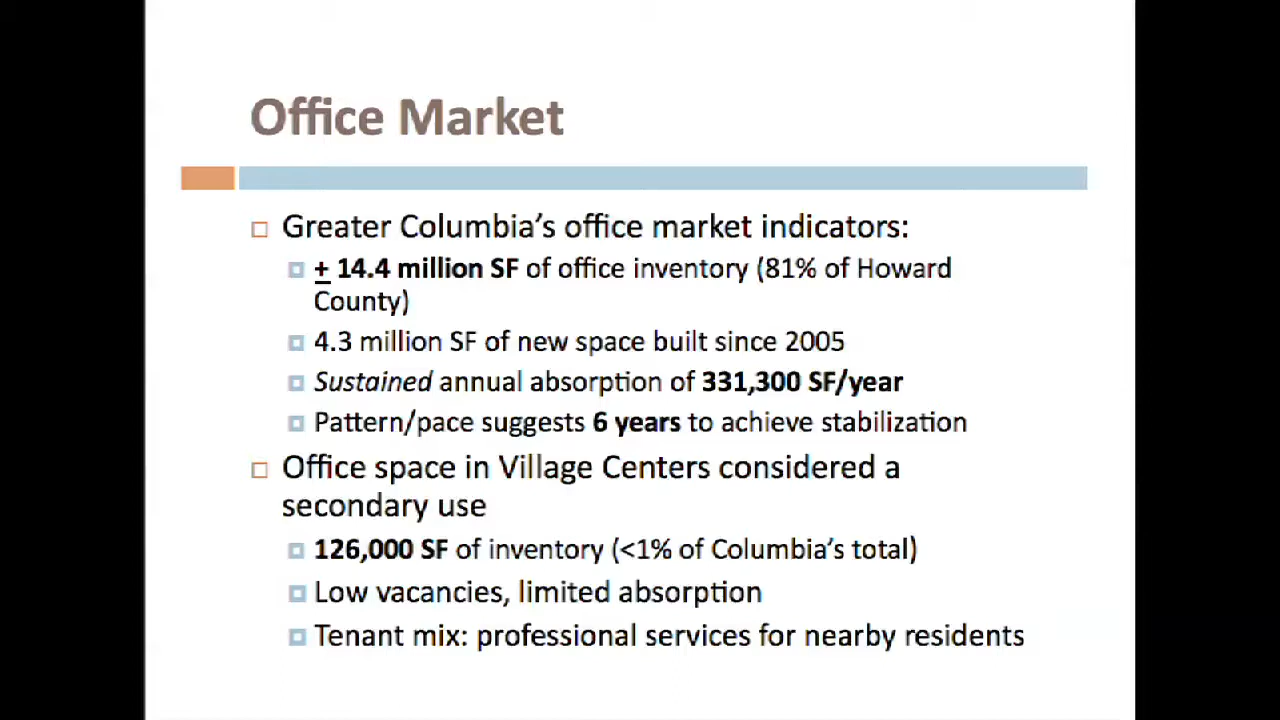 Office Market
Greater Columbia’s office market indicators:
± 14.4 million SF of office inventory (81% of Howard
County)
4.3 million SF of new space built since 2005
Sustained annual absorption of 331,300 SF/year
Pattern/pace suggests 6 years to achieve stabilization
Office space in Village Centers considered a
secondary use
126,000 SF of inventory (<1% of Columbia’s total)
Low vacancies, limited absorption
Tenant mix: professional services for nearby residents